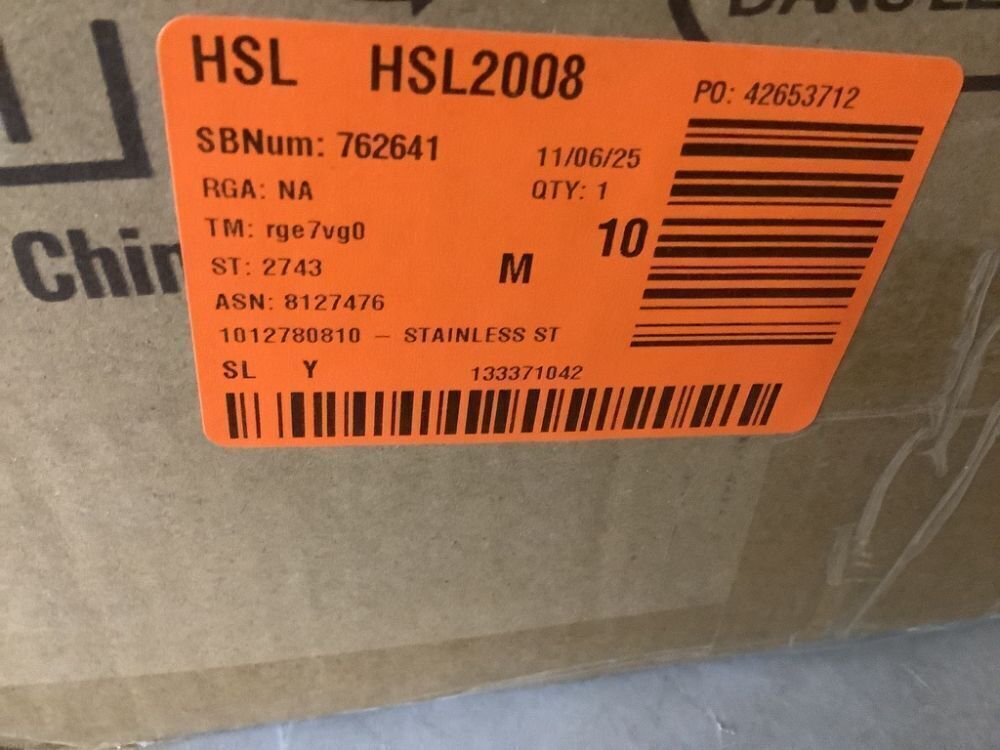 HSL HSL2008
PO: 42653712
SBNum: 762641
11/06/25
RGA: NA
QTY: 1
TM: rge7vg0
10
ST: 2743
M
ASN: 8127476
1012780810 – STAINLESS ST
SL Y
133371042